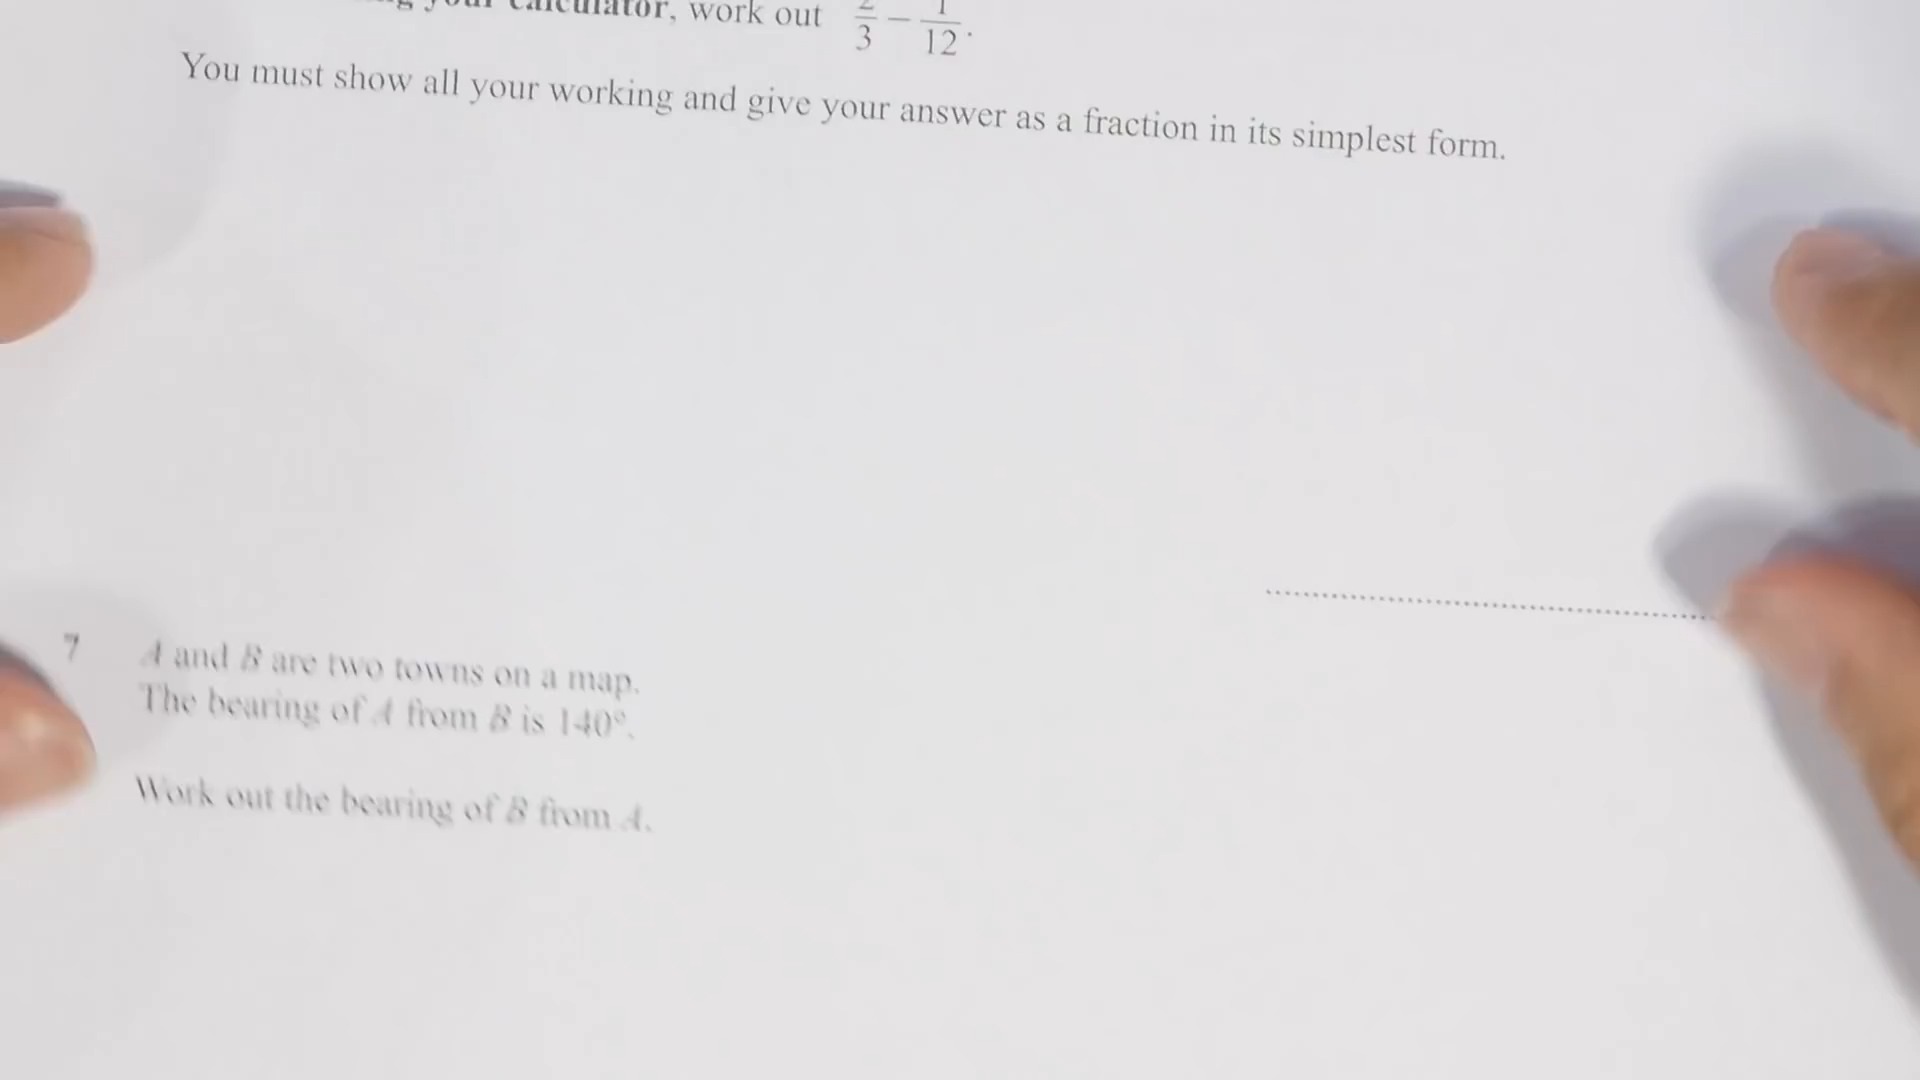 your calculator, work out 2/3 − 1/12.
You must show all your working and give your answer as a fraction in its simplest form.
7 A and B are two towns on a map.
The bearing of A from B is 140°.
Work out the bearing of B from A.